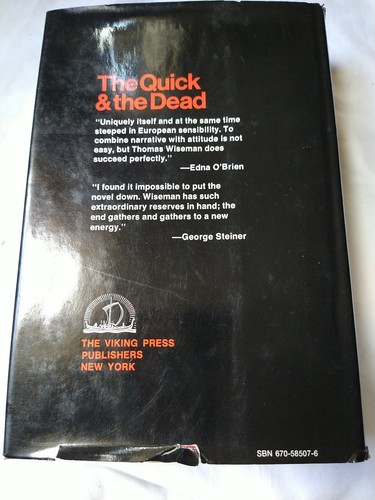 The Quick
& the Dead
"Uniquely itself and at the same time
steeped in European sensibility. To
combine narrative with attitude is not
easy, but Thomas Wiseman does
succeed perfectly."
—Edna O'Brien
"I found it impossible to put the
novel down. Wiseman has such
extraordinary reserves in hand; the
end gathers and gathers to a new
energy."
—George Steiner
THE VIKING PRESS
PUBLISHERS
NEW YORK
SBN 670-58507-6